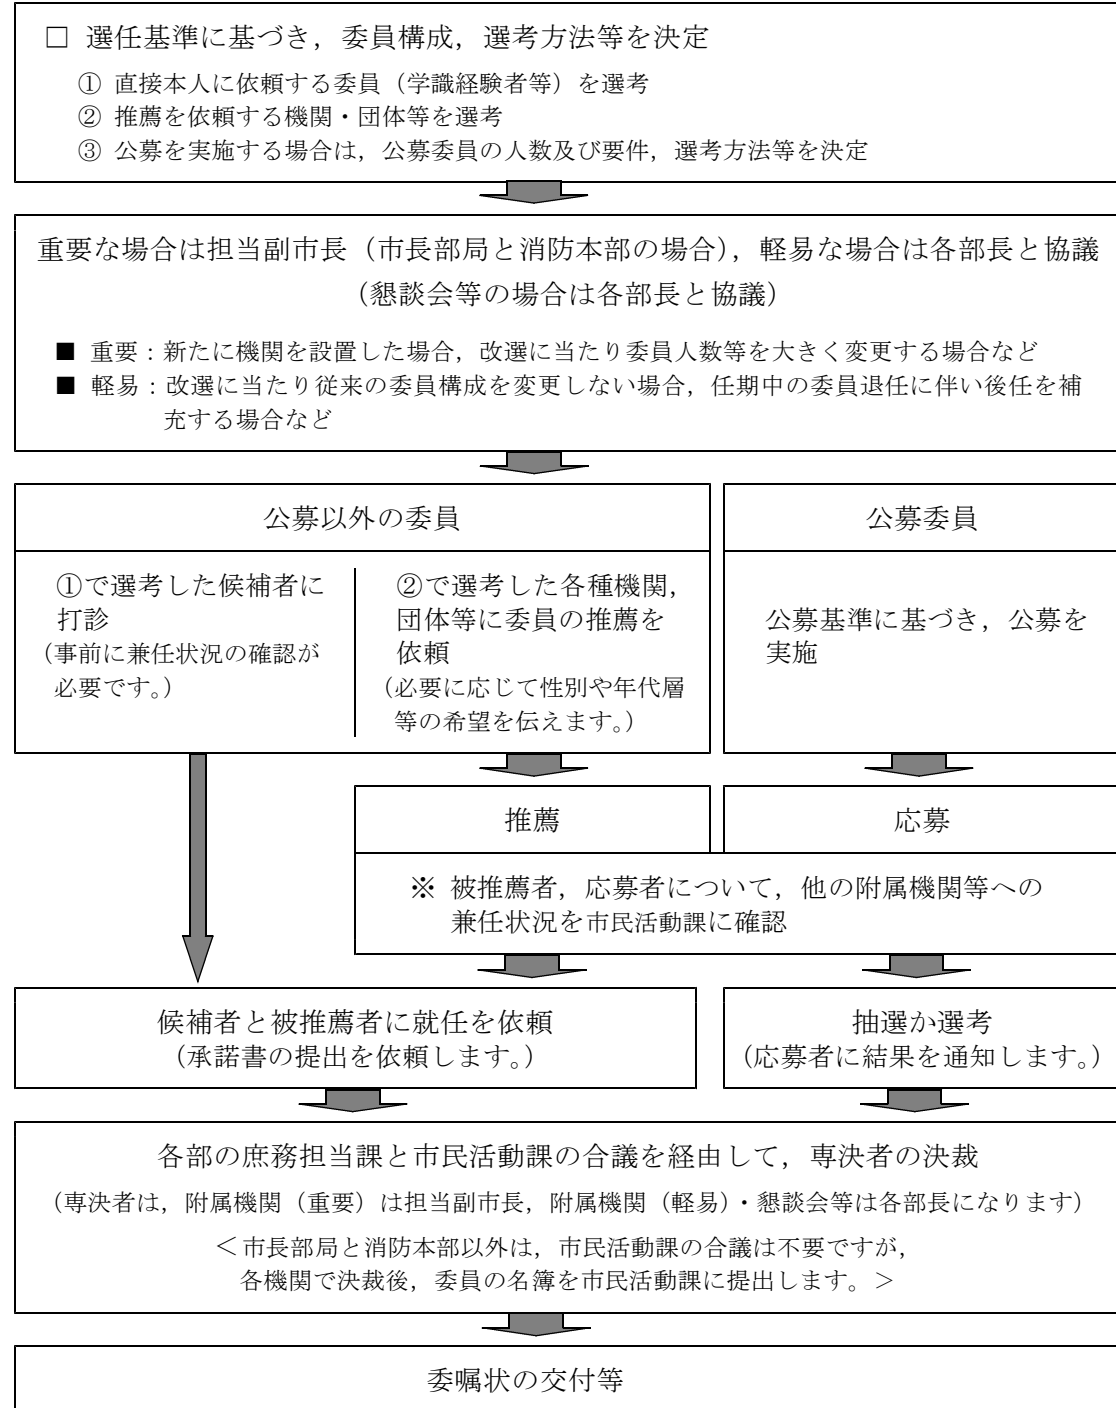 □ 選任基準に基づき，委員構成，選考方法等を決定
① 直接本人に依頼する委員（学識経験者等）を選考
② 推薦を依頼する機関・団体等を選考
③ 公募を実施する場合は，公募委員の人数及び要件，選考方法等を決定
重要な場合は担当副市長（市長部局と消防本部の場合），軽易な場合は各部長と協議
（懇談会等の場合は各部長と協議）
■ 重要：新たに機関を設置した場合，改選に当たり委員人数等を大きく変更する場合など
■ 軽易：改選に当たり従来の委員構成を変更しない場合，任期中の委員退任に伴い後任を補
充する場合など
公募以外の委員
①で選考した候補者に
打診
（事前に兼任状況の確認が
必要です。）
②で選考した各種機関，
団体等に委員の推薦を
依頼
（必要に応じて性別や年代層
等の希望を伝えます。）
公募委員
公募基準に基づき，公募を
実施
推薦
応募
※ 被推薦者，応募者について，他の附属機関等への
兼任状況を市民活動課に確認
候補者と被推薦者に就任を依頼
（承諾書の提出を依頼します。）
抽選か選考
（応募者に結果を通知します。）
各部の庶務担当課と市民活動課の合議を経由して，専決者の決裁
（専決者は，附属機関（重要）は担当副市長，附属機関（軽易）・懇談会等は各部長になります）
＜市長部局と消防本部以外は，市民活動課の合議は不要ですが，
各機関で決裁後，委員の名簿を市民活動課に提出します。＞
委嘱状の交付等